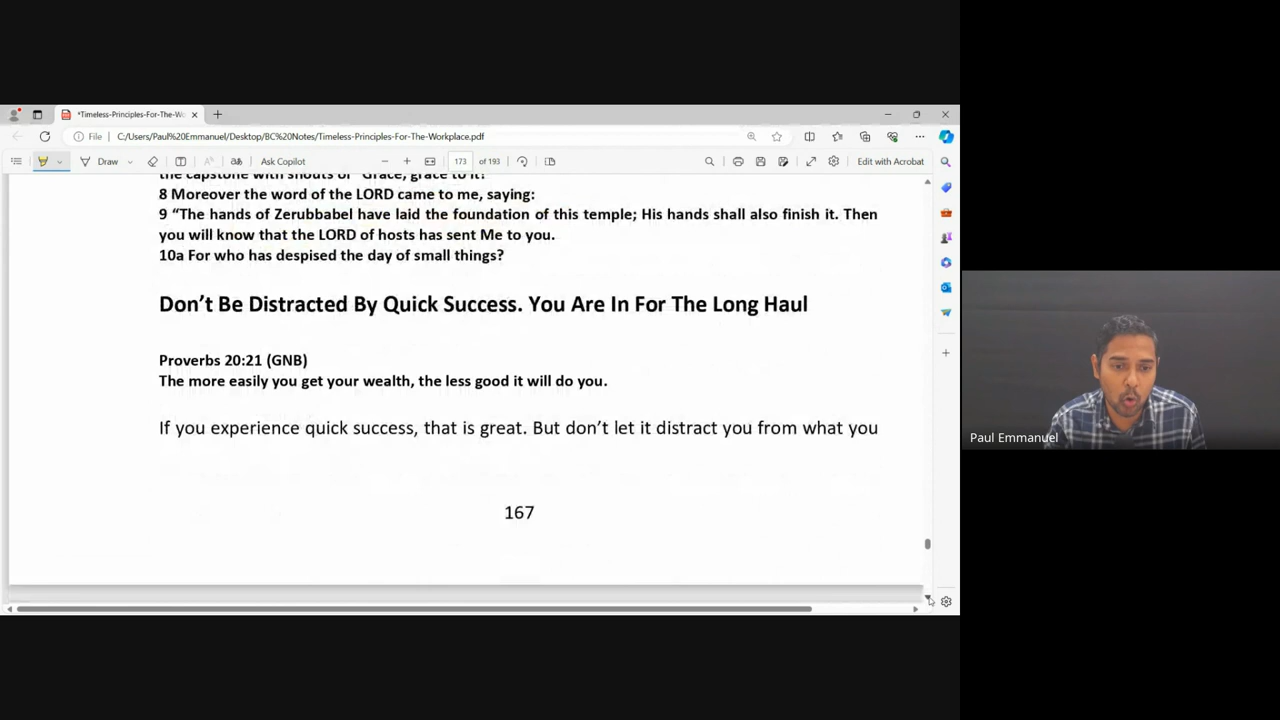 *Timeless-Principles-For-The-Wo
File
C:/Users/Paul%20Emmanuel/Desktop/BC%20Notes/Timeless-Principles-For-The-Workplace.pdf
Draw
Ask Copilot
173 of 193
Edit with Acrobat
the capstone with shouts of "Grace, grace to it!"
8 Moreover the word of the LORD came to me, saying:
9 “The hands of Zerubbabel have laid the foundation of this temple; His hands shall also finish it. Then
you will know that the LORD of hosts has sent Me to you.
10a For who has despised the day of small things?
Don’t Be Distracted By Quick Success. You Are In For The Long Haul
Proverbs 20:21 (GNB)
The more easily you get your wealth, the less good it will do you.
If you experience quick success, that is great. But don’t let it distract you from what you
167
Paul Emmanuel